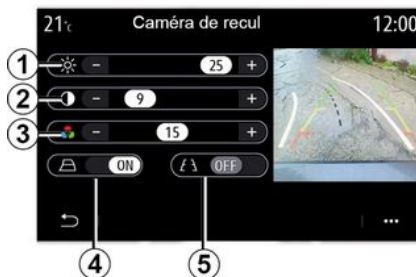 21°c Caméra de recul 12:00
1 - 25 +
2 - 9 +
3 - 15 +
ON OFF
...
4 5